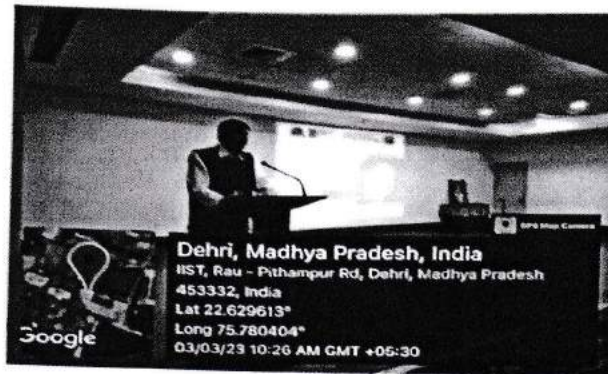 GPS Map Camera
Dehri, Madhya Pradesh, India
IIST, Rau - Pithampur Rd, Dehri, Madhya Pradesh
453332, India
Lat 22.629613°
Long 75.780404°
03/03/23 10:26 AM GMT +05:30
Google